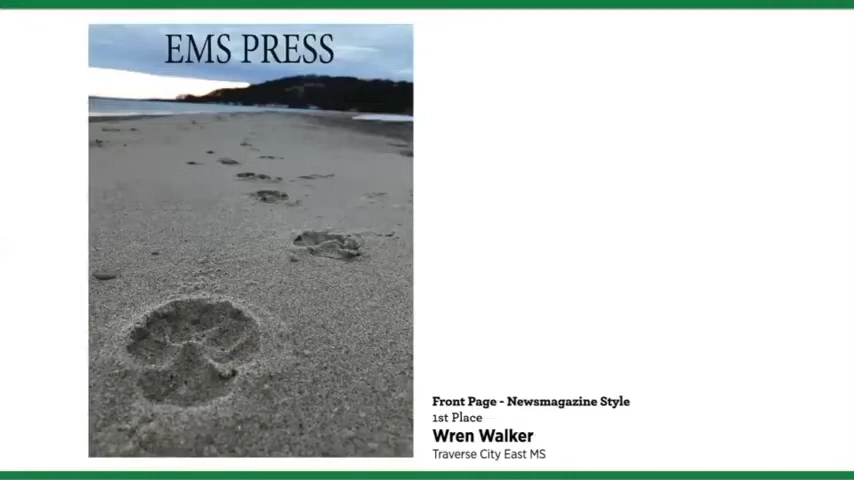 EMS PRESS
Front Page - Newsmagazine Style
1st Place
Wren Walker
Traverse City East MS